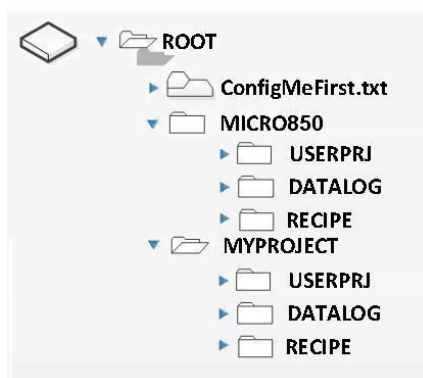 ROOT
ConfigMeFirst.txt
MICRO850
USERPRJ
DATALOG
RECIPE
MYPROJECT
USERPRJ
DATALOG
RECIPE